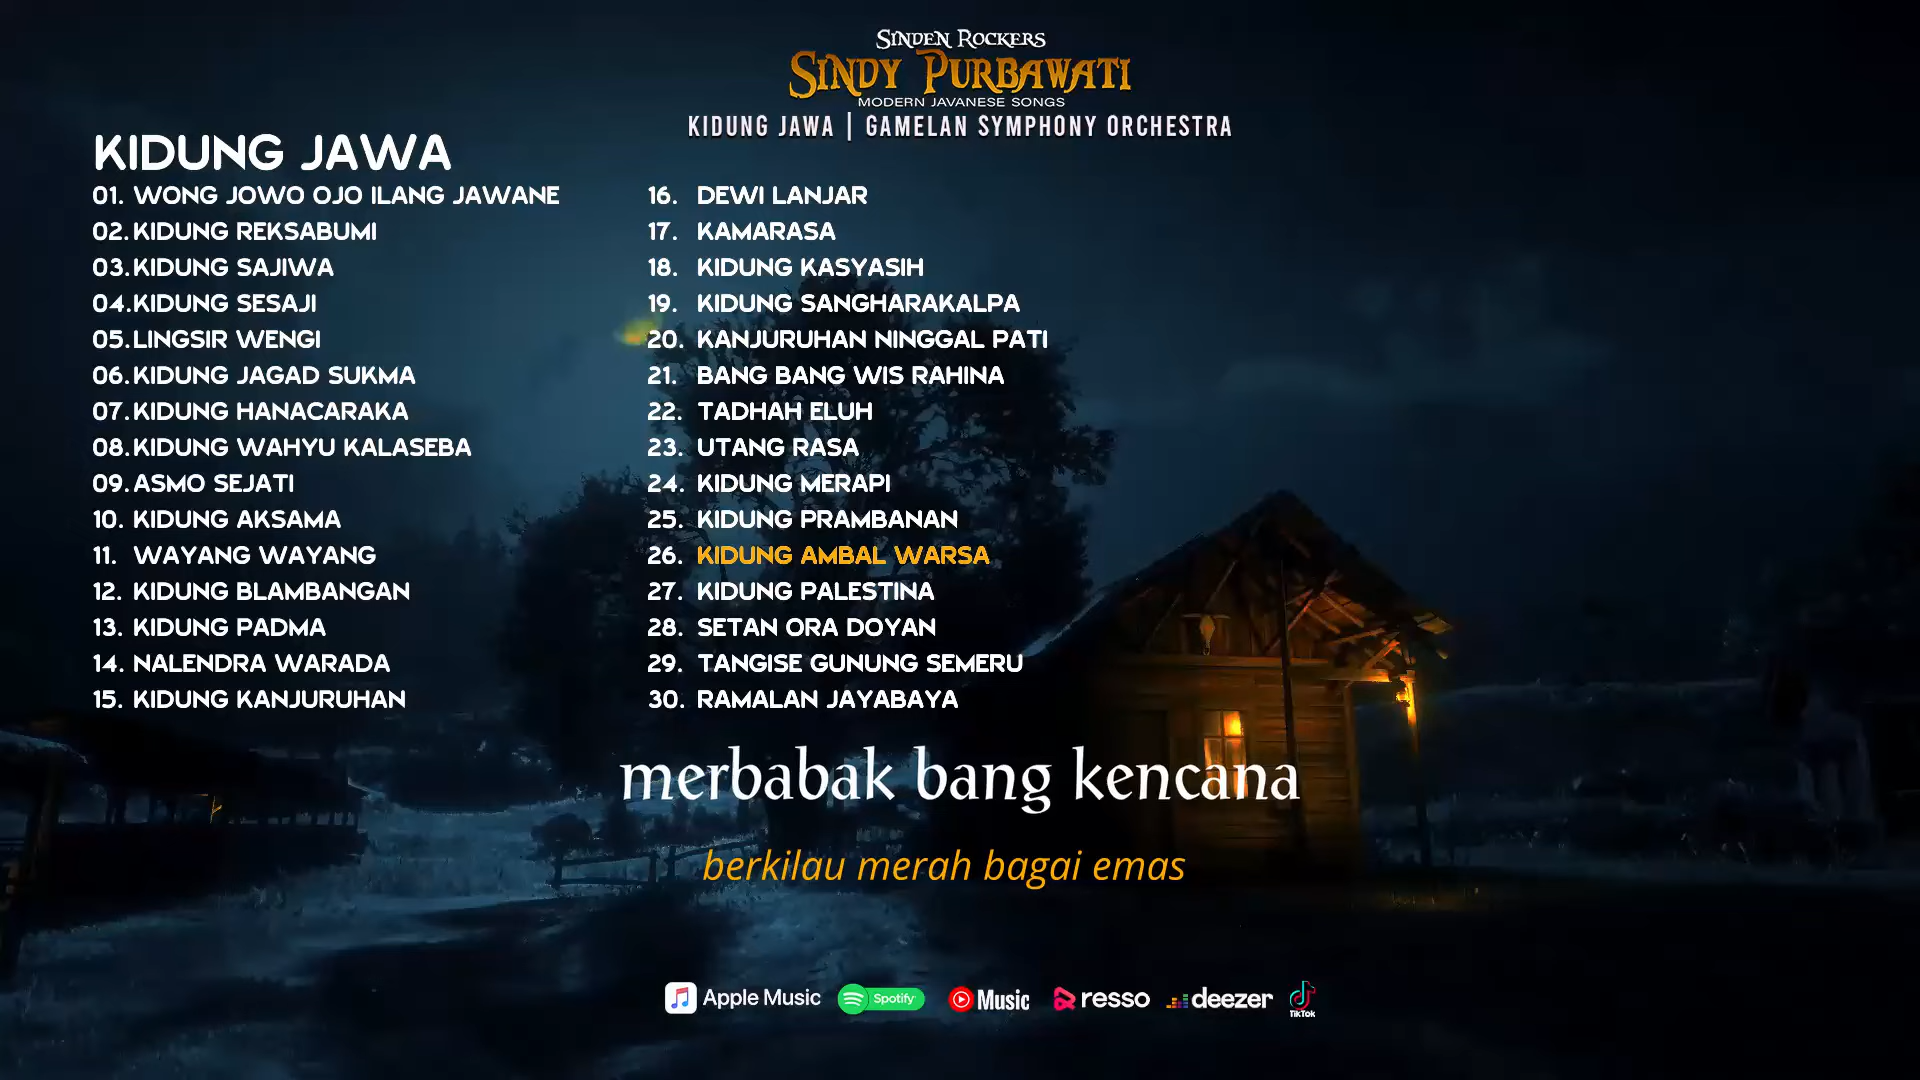 SINDEN ROCKERS
SINDY PURBAWATI
MODERN JAVANESE SONGS
KIDUNG JAWA | GAMELAN SYMPHONY ORCHESTRA
KIDUNG JAWA
01. WONG JOWO OJO ILANG JAWANE
02. KIDUNG REKSABUMI
03. KIDUNG SAJIWA
04. KIDUNG SESAJI
05. LINGSIR WENGI
06. KIDUNG JAGAD SUKMA
07. KIDUNG HANACARAKA
08. KIDUNG WAHYU KALASEBA
09. ASMO SEJATI
10. KIDUNG AKSAMA
11. WAYANG WAYANG
12. KIDUNG BLAMBANGAN
13. KIDUNG PADMA
14. NALENDRA WARADA
15. KIDUNG KANJURUHAN
16. DEWI LANJAR
17. KAMARASA
18. KIDUNG KASYASIH
19. KIDUNG SANGHARAKALPA
20. KANJURUHAN NINGGAL PATI
21. BANG BANG WIS RAHINA
22. TADHAH ELUH
23. UTANG RASA
24. KIDUNG MERAPI
25. KIDUNG PRAMBANAN
26. KIDUNG AMBAL WARSA
27. KIDUNG PALESTINA
28. SETAN ORA DOYAN
29. TANGISE GUNUNG SEMERU
30. RAMALAN JAYABAYA
merbabak bang kencana
berkilau merah bagai emas
Apple Music Spotify Music resso deezer TikTok